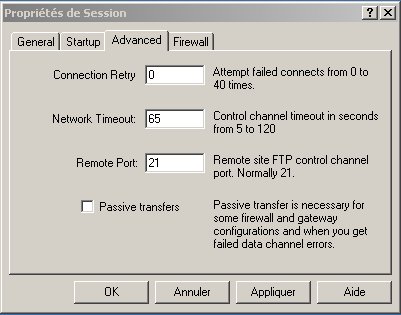 Propriétés de Session
General Startup Advanced Firewall
Connection Retry 0 Attempt failed connects from 0 to
40 times.
Network Timeout: 65 Control channel timeout in seconds
from 5 to 120
Remote Port: 21 Remote site FTP control channel
port. Normally 21.
Passive transfers Passive transfer is necessary for
some firewall and gateway
configurations and when you get
failed data channel errors.
OK Annuler Appliquer Aide